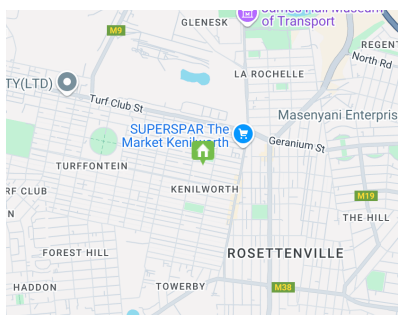 GLENESK
of Transport
M9
REGENT
North Rd
LA ROCHELLE
TY(LTD)
Turf Club St
Masenyani Enterpris
SUPERSPAR The
Market Kenilworth
Geranium St
TURFFONTEIN
KENILWORTH
M19
RF CLUB
THE HILL
N
FOREST HILL
ROSETTENVILLE
HADDON
TOWERBY
M38